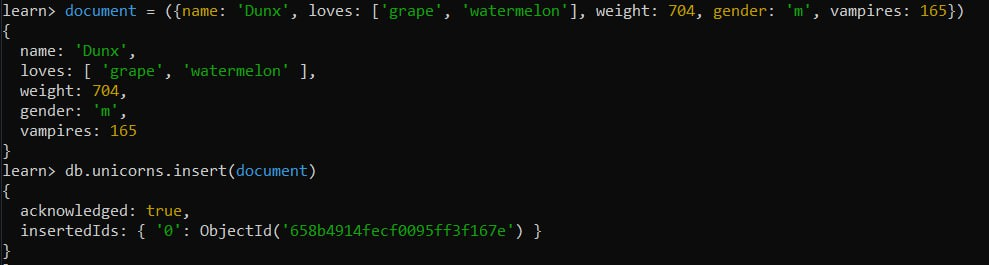 learn> document = ({name: 'Dunx', loves: ['grape', 'watermelon'], weight: 704, gender: 'm', vampires: 165})
{
  name: 'Dunx',
  loves: [ 'grape', 'watermelon' ],
  weight: 704,
  gender: 'm',
  vampires: 165
}
learn> db.unicorns.insert(document)
{
  acknowledged: true,
  insertedIds: { '0': ObjectId('658b4914fecf0095ff3f167e') }
}